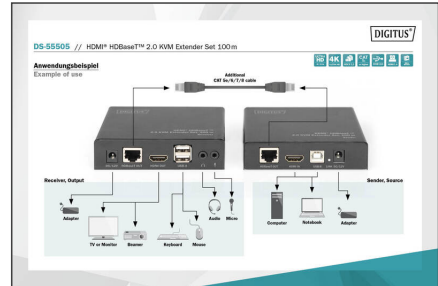 DIGITUS®
DS-55505 // HDMI® HDBaseT™ 2.0 KVM Extender Set 100 m
Anwendungsbeispiel
Example of use
4K
Additional
CAT 5e/6/7/8 cable
DIGITUS
Receiver, Output
Sender, Source
Adapter
TV or Monitor
Beamer
Keyboard
Mouse
Audio
Micro
Computer
Notebook
Adapter